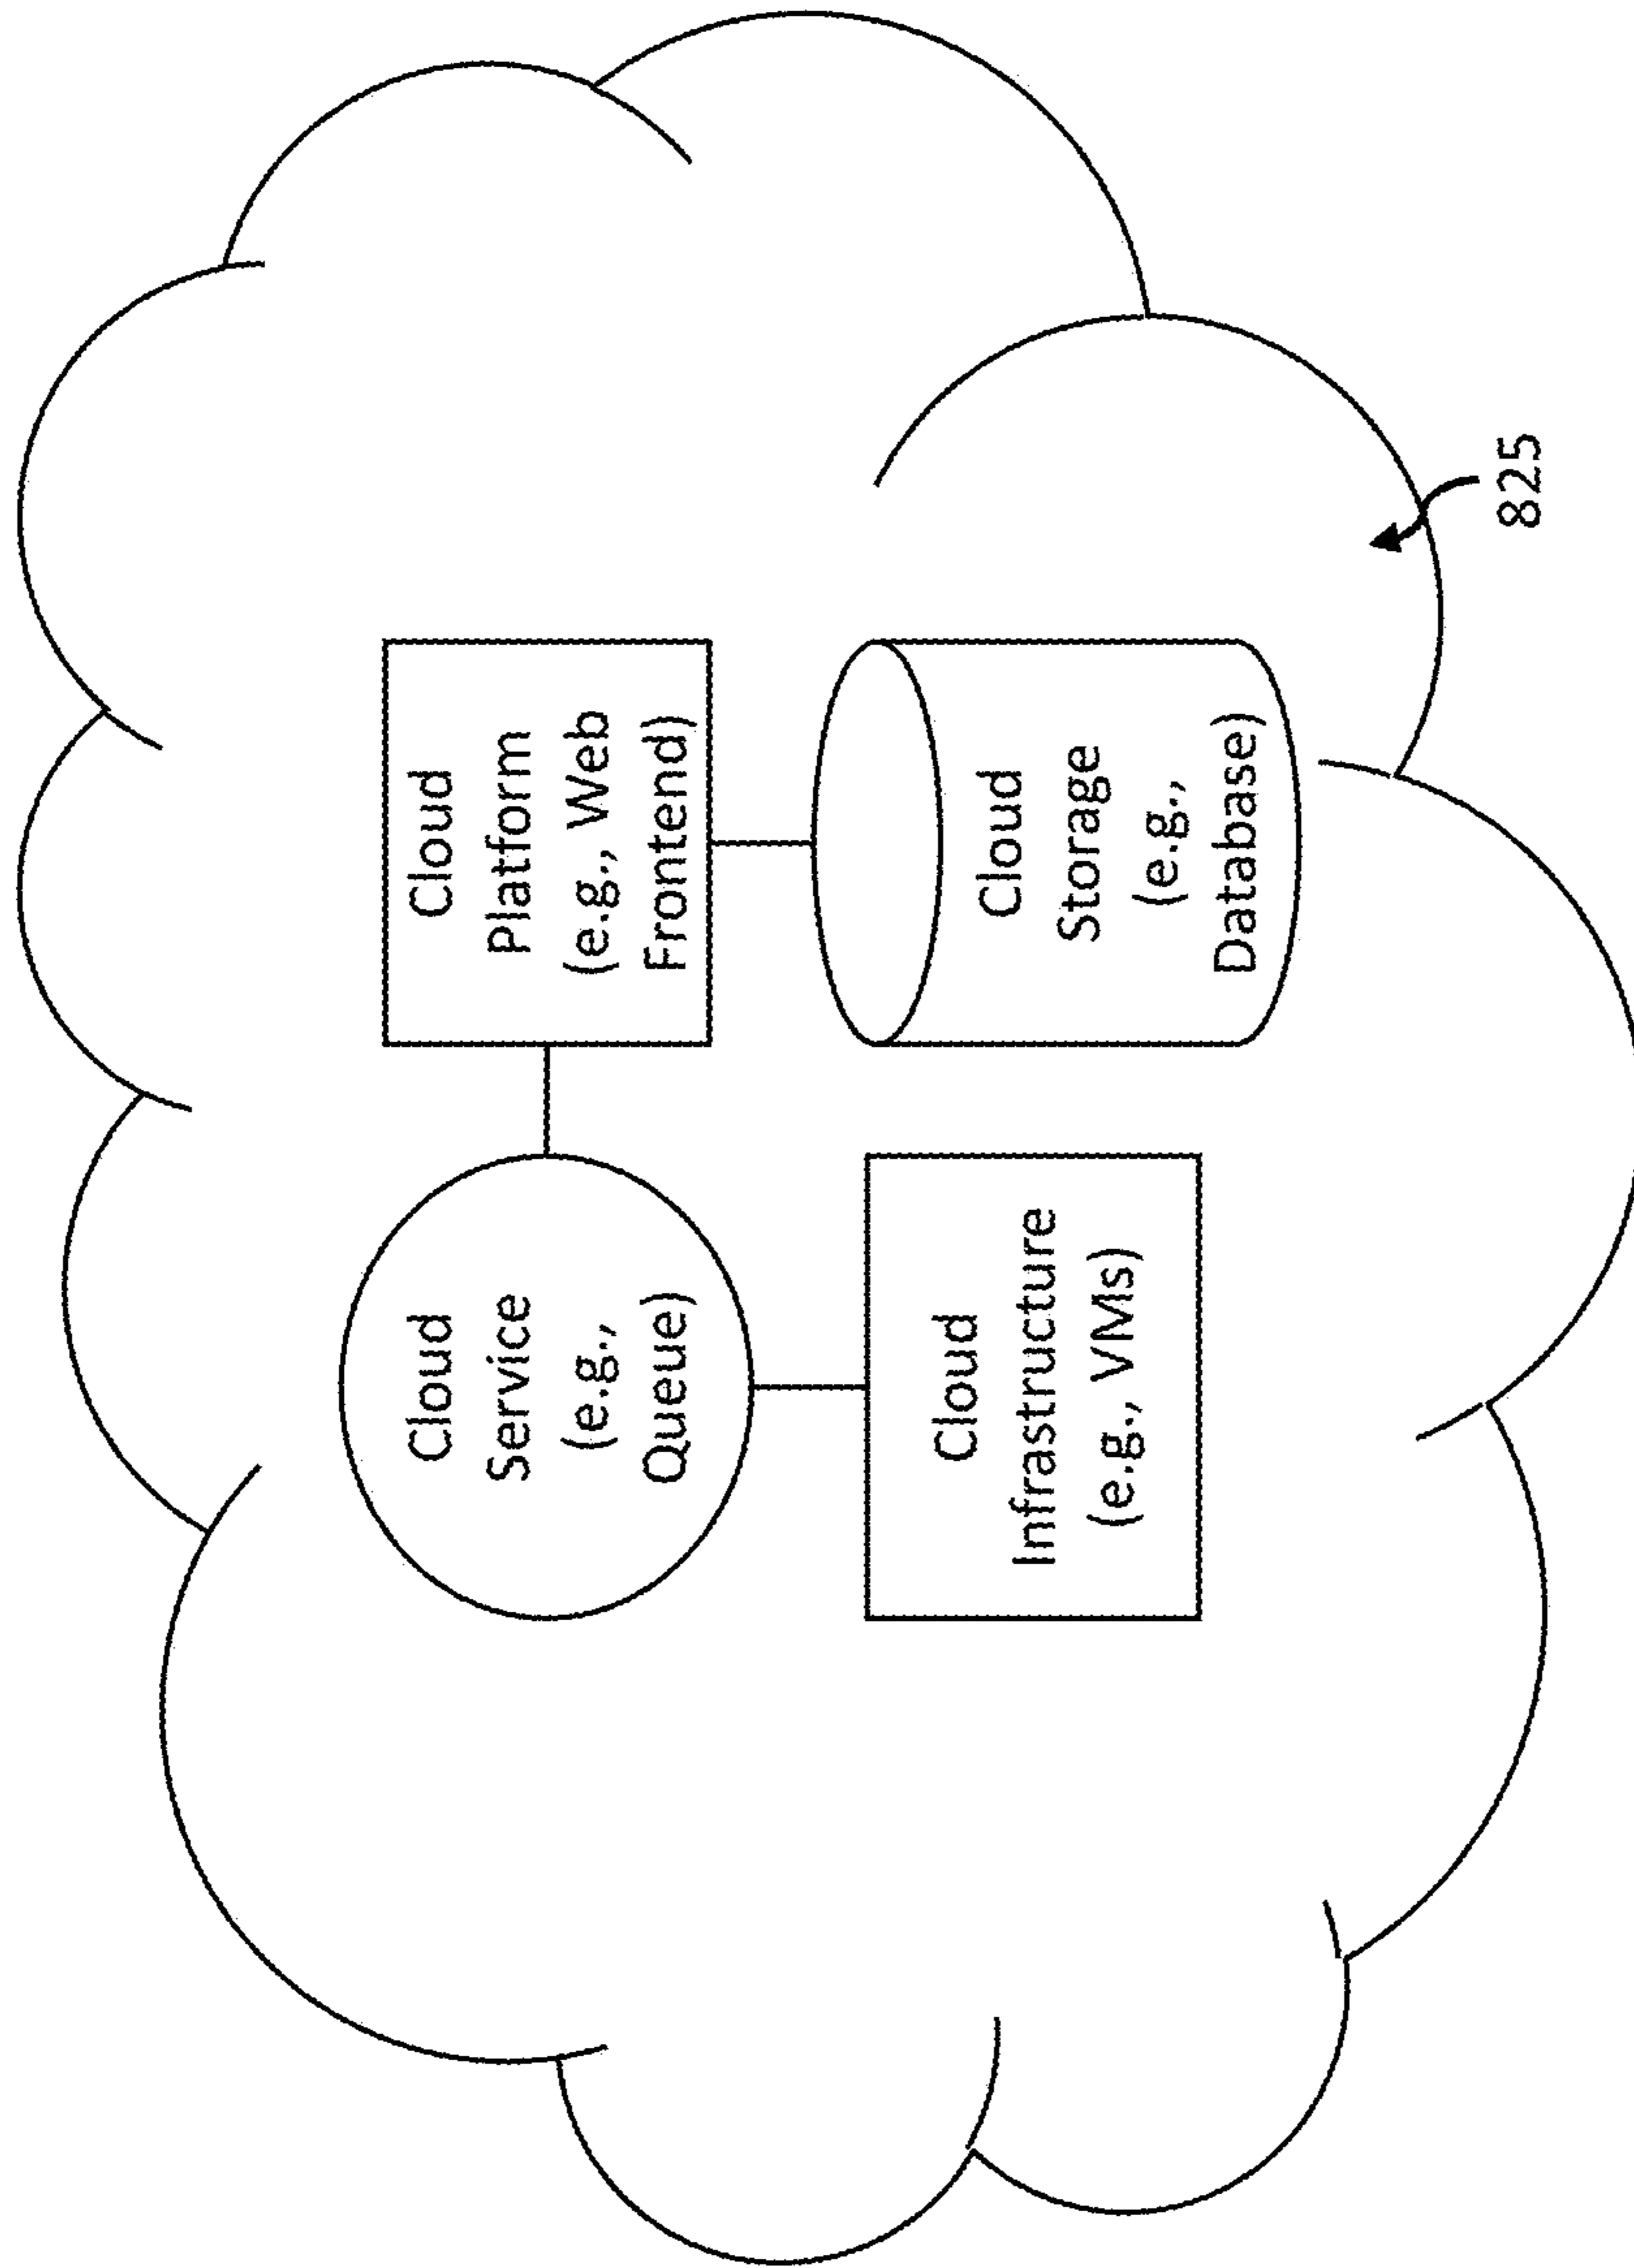 Cloud
Service
(e.g.,
Queue)
Cloud
Platform
(e.g., Web
Frontend)
Cloud
Infrastructure
(e.g., VMs)
Cloud
Storage
(e.g.,
Database)
825